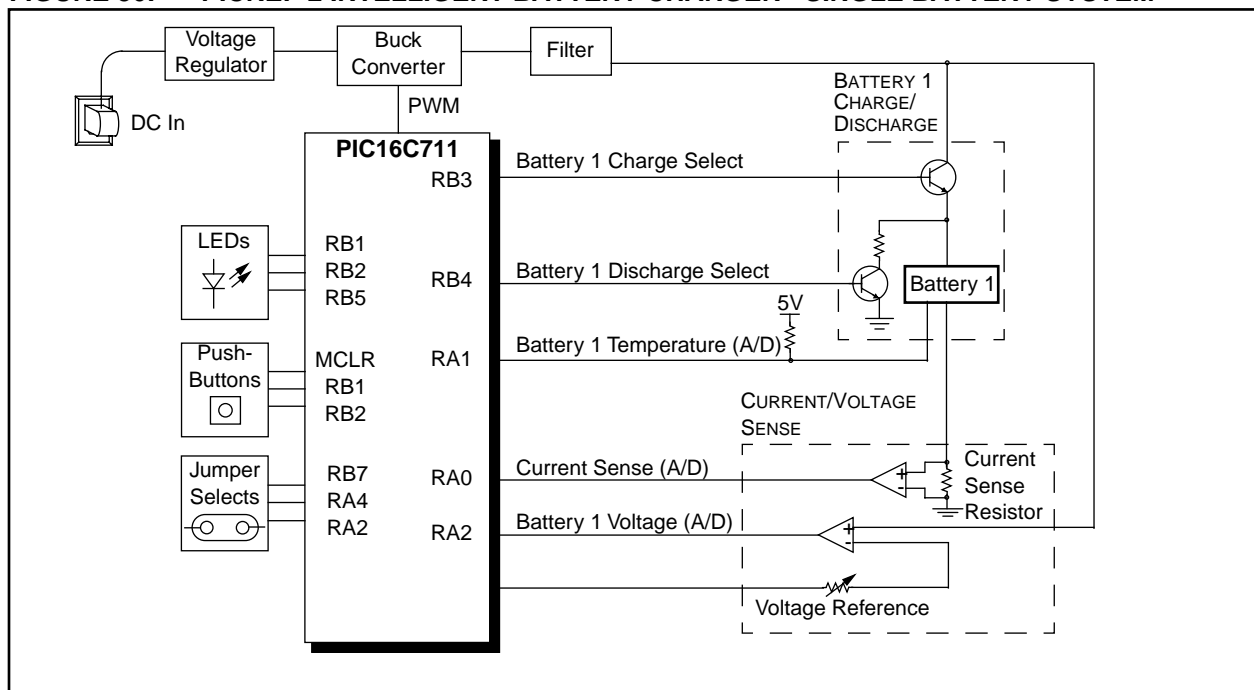 Voltage
Regulator
Buck
Converter
Filter
DC In
PWM
BATTERY 1
CHARGE/
DISCHARGE
PIC16C711
RB3
Battery 1 Charge Select
LEDs
RB1
RB2
RB5
RB4
Battery 1 Discharge Select
Battery 1
5V
Push-
Buttons
MCLR
RB1
RB2
RA1
Battery 1 Temperature (A/D)
CURRENT/VOLTAGE
SENSE
Jumper
Selects
RB7
RA4
RA2
RA0
Current Sense (A/D)
+
-
Current
Sense
Resistor
RA2
Battery 1 Voltage (A/D)
+
-
Voltage Reference